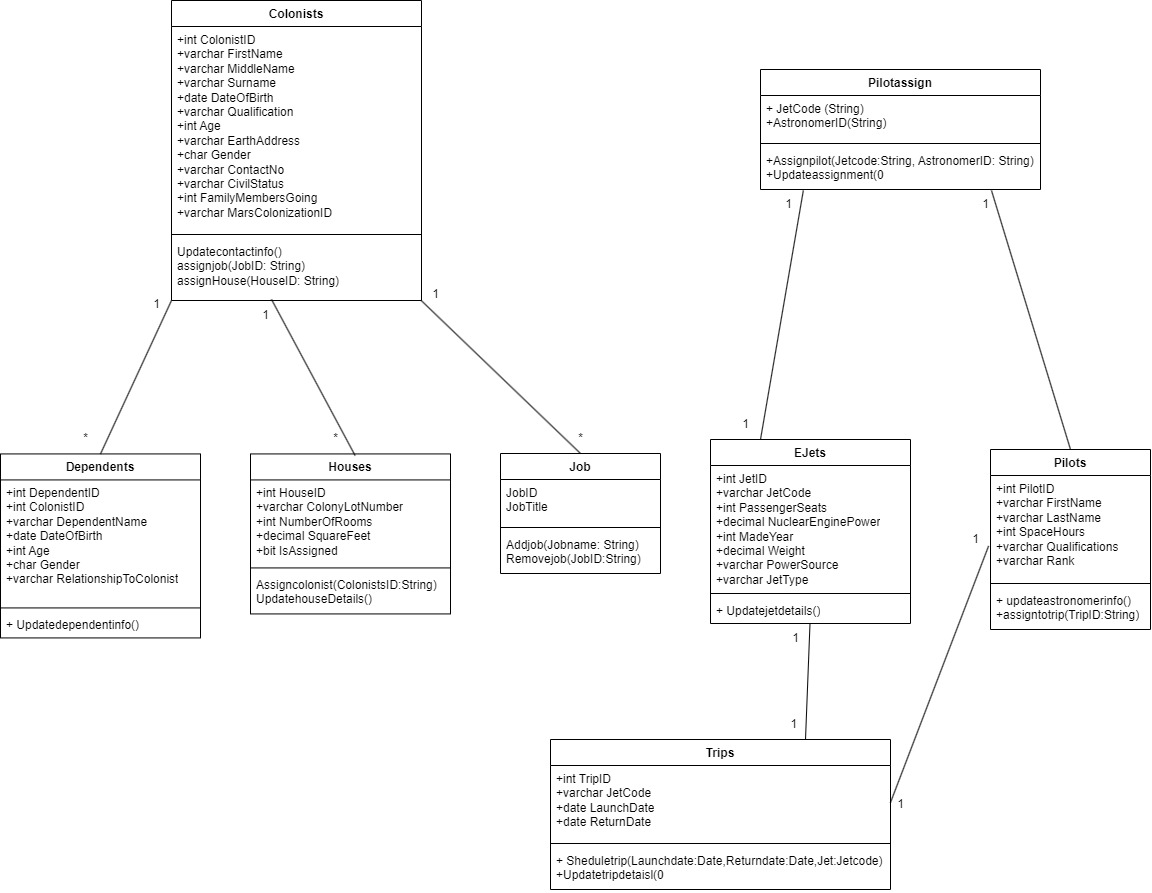 Colonists
+int ColonistID
+varchar FirstName
+varchar MiddleName
+varchar Surname
+date DateOfBirth
+varchar Qualification
+int Age
+varchar EarthAddress
+char Gender
+varchar ContactNo
+varchar CivilStatus
+int FamilyMembersGoing
+varchar MarsColonizationID
Updatecontactinfo()
assignjob(JobID: String)
assignHouse(HouseID: String)
1
1
1
*
*
*
Dependents
+int DependentID
+int ColonistID
+varchar DependentName
+date DateOfBirth
+int Age
+char Gender
+varchar RelationshipToColonist
+ Updatedependentinfo()
Houses
+int HouseID
+varchar ColonyLotNumber
+int NumberOfRooms
+decimal SquareFeet
+bit IsAssigned
Assigncolonist(ColonistsID:String)
UpdatehouseDetails()
Job
JobID
JobTitle
Addjob(Jobname: String)
Removejob(JobID:String)
Pilotassign
+ JetCode (String)
+AstronomerID(String)
+Assignpilot(Jetcode:String, AstronomerID: String)
+Updateassignment(0
1
1
1
EJets
+int JetID
+varchar JetCode
+int PassengerSeats
+decimal NuclearEnginePower
+int MadeYear
+decimal Weight
+varchar PowerSource
+varchar JetType
+ Updatejetdetails()
Pilots
+int PilotID
+varchar FirstName
+varchar LastName
+int SpaceHours
+varchar Qualifications
+varchar Rank
+ updateastronomerinfo()
+assigntotrip(TripID:String)
1
1
1
1
Trips
+int TripID
+varchar JetCode
+date LaunchDate
+date ReturnDate
+ Sheduletrip(Launchdate:Date,Returndate:Date,Jet:Jetcode)
+Updatetripdetaisl(0